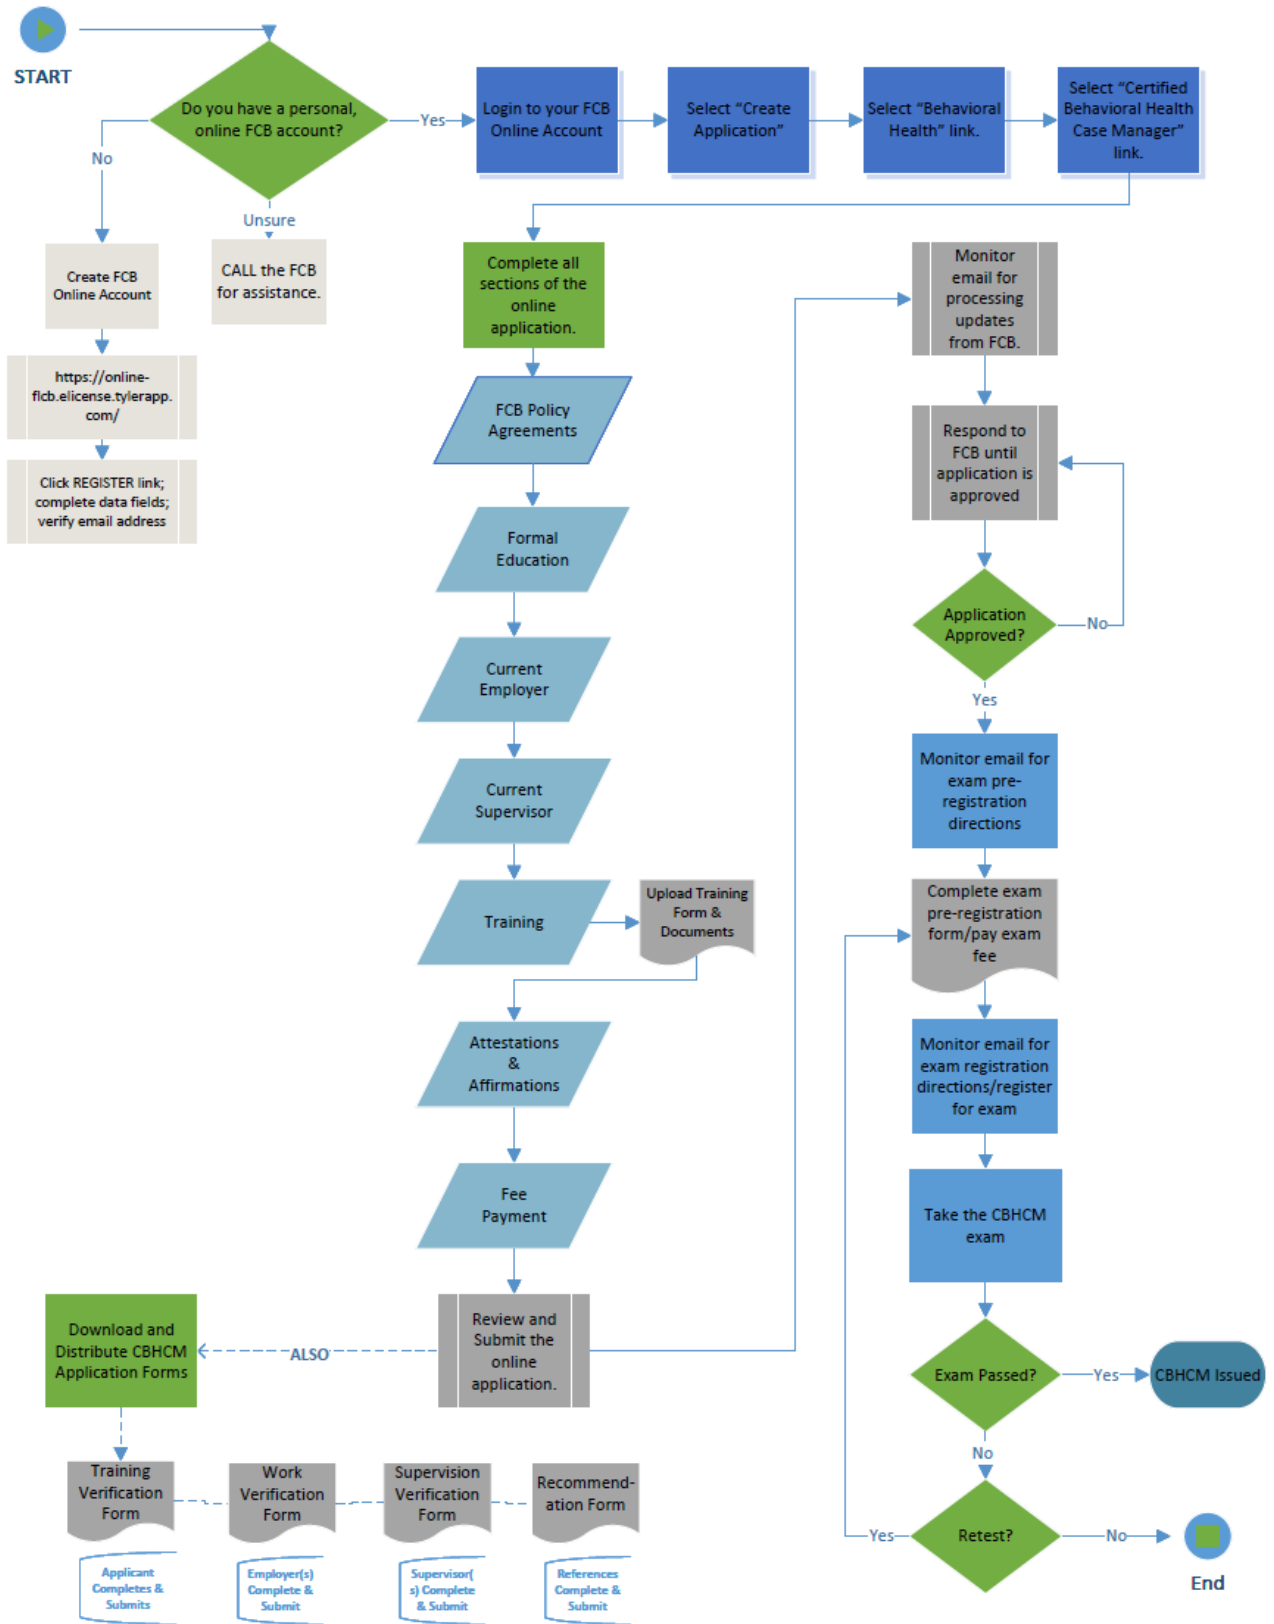 START
Do you have a personal,
online FCB account?
Yes
Login to your FCB
Online Account
Select “Create
Application”
Select “Behavioral
Health” link.
Select “Certified
Behavioral Health
Case Manager”
link.
No
Unsure
Create FCB
Online Account
CALL the FCB
for assistance.
https://online-
flcb.elicense.tylerapp.
com/
Click REGISTER link;
complete data fields;
verify email address
Complete all
sections of the
online
application.
FCB Policy
Agreements
Formal
Education
Current
Employer
Current
Supervisor
Training
Upload Training
Form &
Documents
Attestations
&
Affirmations
Fee
Payment
Review and
Submit the
online
application.
ALSO
Download and
Distribute CBHCM
Application Forms
Training
Verification
Form
Work
Verification
Form
Supervision
Verification
Form
Recommend-
ation Form
Applicant
Completes &
Submits
Employer(s)
Complete &
Submit
Supervisor(
s) Complete
& Submit
References
Complete &
Submit
Monitor
email for
processing
updates
from FCB.
Respond to
FCB until
application is
approved
Application
Approved?
No
Yes
Monitor email for
exam pre-
registration
directions
Complete exam
pre-registration
form/pay exam
fee
Monitor email for
exam registration
directions/register
for exam
Take the CBHCM
exam
Exam Passed?
Yes
CBHCM Issued
No
Retest?
Yes
No
End